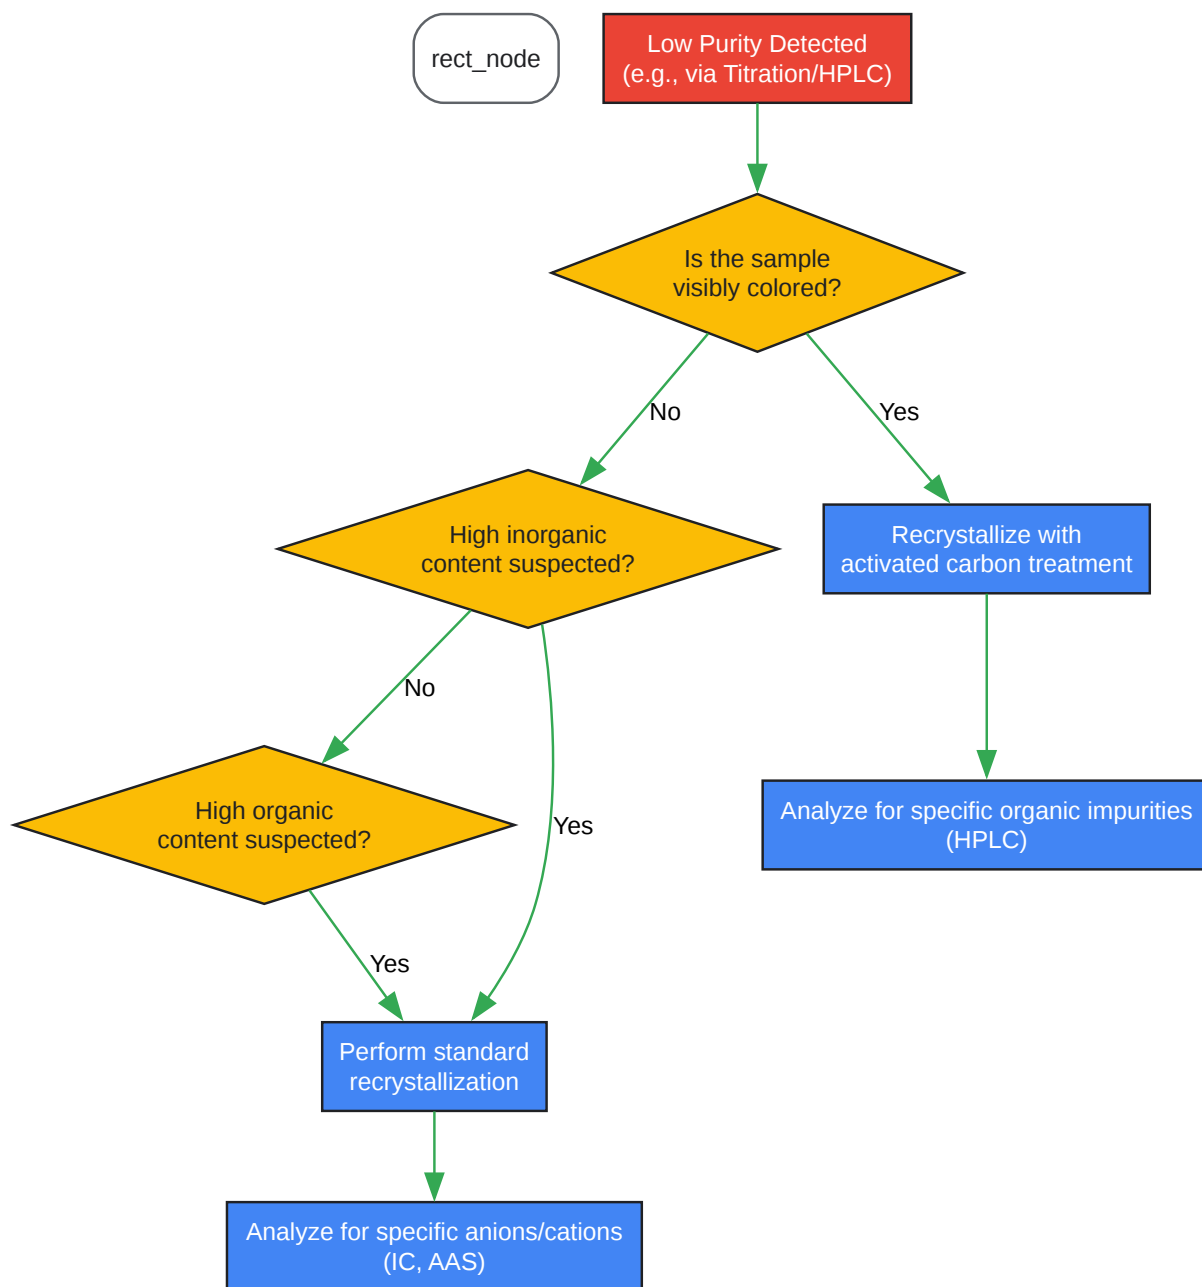 rect_node
Low Purity Detected
(e.g., via Titration/HPLC)
Is the sample
visibly colored?
No
Yes
High inorganic
content suspected?
Recrystallize with
activated carbon treatment
No
High organic
content suspected?
Yes
Analyze for specific organic impurities
(HPLC)
Yes
Perform standard
recrystallization
Analyze for specific anions/cations
(IC, AAS)